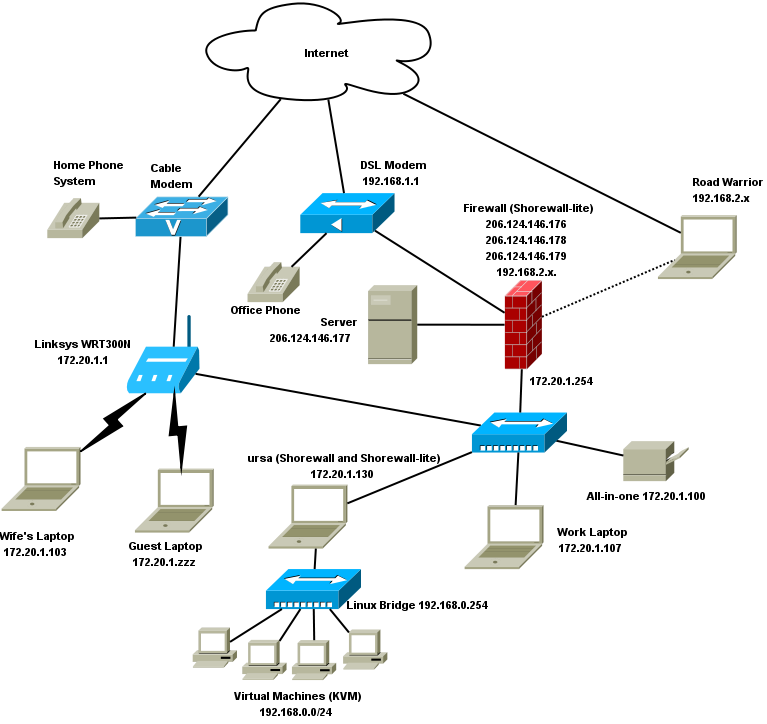 Internet
Home Phone
System
Cable
Modem
DSL Modem
192.168.1.1
Road Warrior
192.168.2.x
Firewall (Shorewall-lite)
206.124.146.176
206.124.146.178
206.124.146.179
192.168.2.x.
V
Office Phone
Server
206.124.146.177
Linksys WRT300N
172.20.1.1
172.20.1.254
ursa (Shorewall and Shorewall-lite)
172.20.1.130
All-in-one 172.20.1.100
Wife's Laptop
172.20.1.103
Guest Laptop
172.20.1.zzz
Work Laptop
172.20.1.107
Linux Bridge 192.168.0.254
Virtual Machines (KVM)
192.168.0.0/24